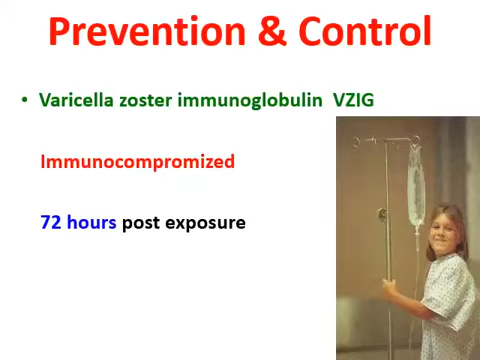 Prevention & Control
• Varicella zoster immunoglobulin VZIG
Immunocompromized
72 hours post exposure